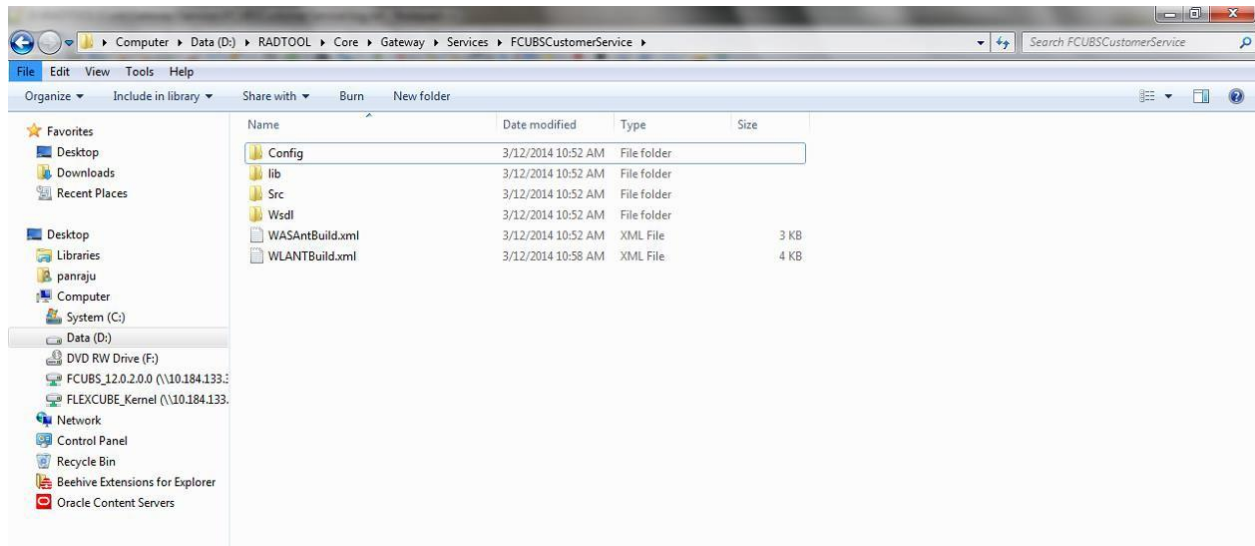 Computer ▸ Data (D:) ▸ RADTOOL ▸ Core ▸ Gateway ▸ Services ▸ FCUBSCustomerService ▸
Search FCUBSCustomerService
File Edit View Tools Help
Organize Include in library Share with Burn New folder
Favorites
Desktop
Downloads
Recent Places
Desktop
Libraries
panraju
Computer
System (C:)
Data (D:)
DVD RW Drive (F:)
FCUBS_12.0.2.0.0 (\\10.184.133.3
FLEXCUBE_Kernel (\\10.184.133.
Network
Control Panel
Recycle Bin
Beehive Extensions for Explorer
Oracle Content Servers
Name Date modified Type Size
Config 3/12/2014 10:52 AM File folder
lib 3/12/2014 10:52 AM File folder
Src 3/12/2014 10:52 AM File folder
Wsdl 3/12/2014 10:52 AM File folder
WASAntBuild.xml 3/12/2014 10:52 AM XML File 3 KB
WLANTBuild.xml 3/12/2014 10:58 AM XML File 4 KB